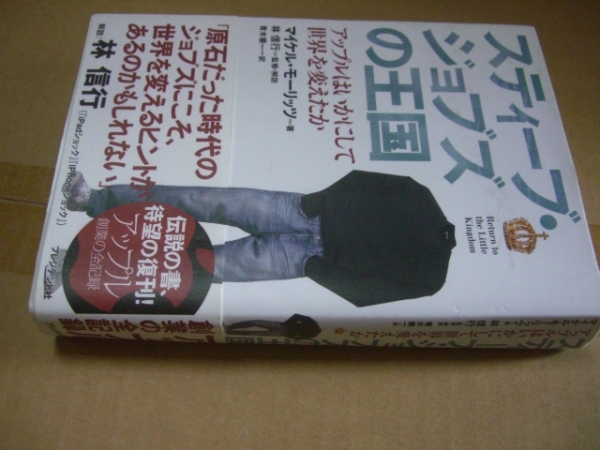 スティーブ・
ジョブズ
の王国
アップルはいかにして
世界を変えたか
マイケル・モーリッツ=著
林 信行=監修・解説
青木榮一=訳
Return to
the Little
Kingdom
「原石だった時代の
ジョブズにこそ、
世界を変えるヒントが
あるのかもしれない」
解説 林 信行
伝説の書、
待望の復刊!!
アップル
創業の全記録
プレジデント社
創業の全記録